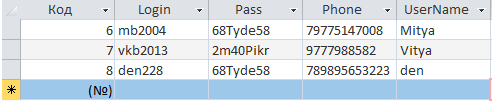 Код Login Pass Phone UserName
6 mb2004 68Tyde58 79775147008 Mitya
7 vkb2013 2m40Pikr 9777988582 Vitya
8 den228 68Tyde58 789895653223 den
* (№)